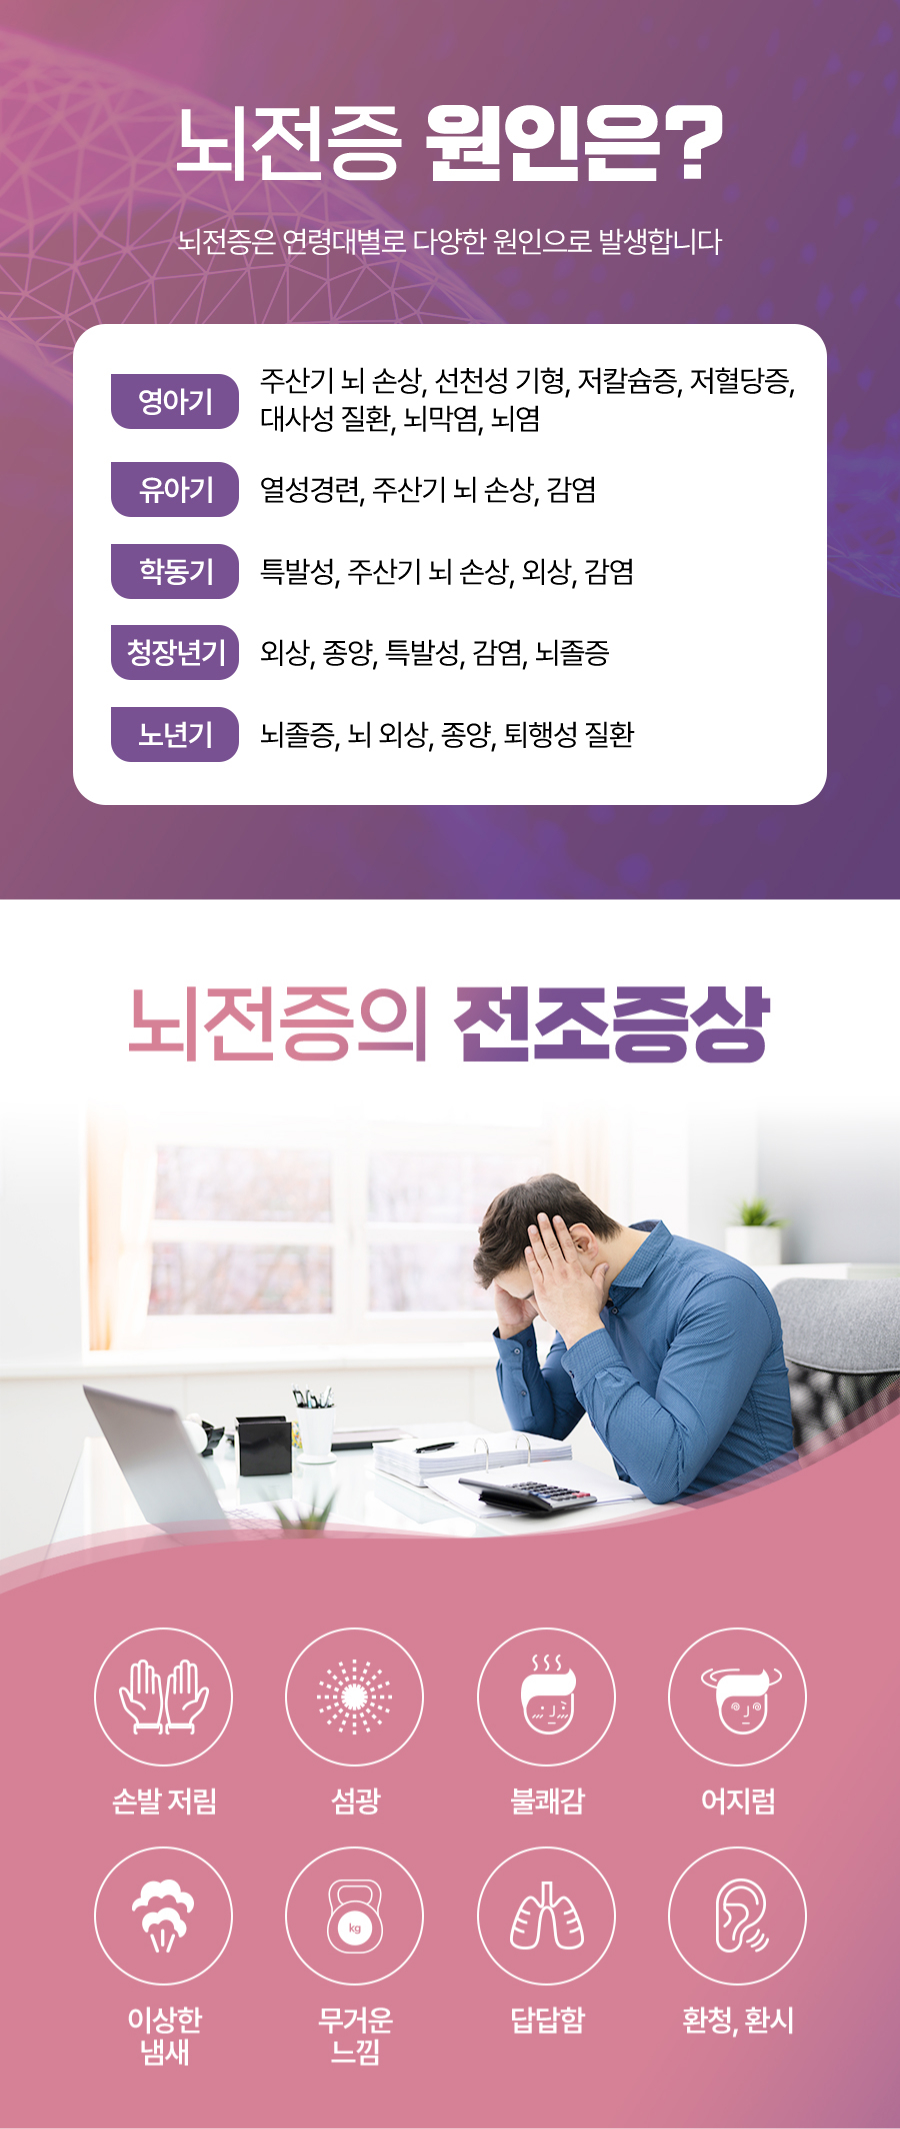 뇌전증 원인은?
뇌전증은 연령대별로 다양한 원인으로 발생합니다
영아기
주산기 뇌 손상, 선천성 기형, 저칼슘증, 저혈당증,
대사성 질환, 뇌막염, 뇌염
유아기
열성경련, 주산기 뇌 손상, 감염
학동기
특발성, 주산기 뇌 손상, 외상, 감염
청장년기
외상, 종양, 특발성, 감염, 뇌졸증
노년기
뇌졸증, 뇌 외상, 종양, 퇴행성 질환
뇌전증의 전조증상
손발 저림
섬광
불쾌감
어지럼
이상한
냄새
kg
무거운
느낌
답답함
환청, 환시